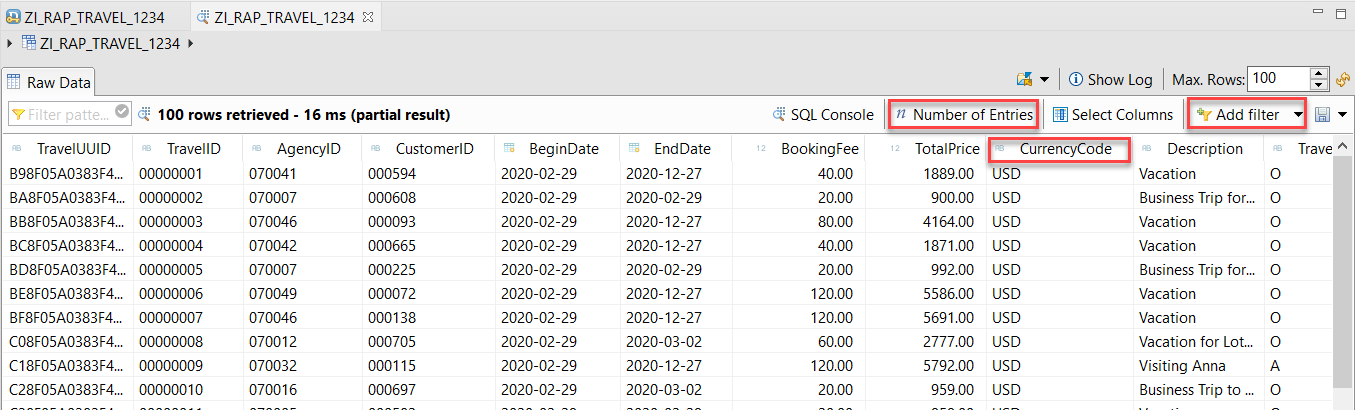 ZI_RAP_TRAVEL_1234 ZI_RAP_TRAVEL_1234
ZI_RAP_TRAVEL_1234
Raw Data Show Log Max. Rows: 100
Filter patte... 100 rows retrieved - 16 ms (partial result) SQL Console n Number of Entries Select Columns Add filter
AB TravelUUID AB TravelID AB AgencyID AB CustomerID BeginDate EndDate 12 BookingFee 12 TotalPrice AB CurrencyCode AB Description AB Trave
B98F05A0383F4... 00000001 070041 000594 2020-02-29 2020-12-27 40.00 1889.00 USD Vacation O
BA8F05A0383F4... 00000002 070007 000608 2020-02-29 2020-02-29 20.00 900.00 USD Business Trip for... O
BB8F05A0383F4... 00000003 070046 000093 2020-02-29 2020-12-27 80.00 4164.00 USD Vacation O
BC8F05A0383F4... 00000004 070042 000665 2020-02-29 2020-12-27 40.00 1871.00 USD Vacation O
BD8F05A0383F4... 00000005 070007 000225 2020-02-29 2020-02-29 20.00 992.00 USD Business Trip for... O
BE8F05A0383F4... 00000006 070049 000072 2020-02-29 2020-12-27 120.00 5586.00 USD Vacation O
BF8F05A0383F4... 00000007 070046 000138 2020-02-29 2020-12-27 120.00 5691.00 USD Vacation O
C08F05A0383F4... 00000008 070012 000705 2020-02-29 2020-03-02 60.00 2777.00 USD Vacation for Lot... O
C18F05A0383F4... 00000009 070032 000115 2020-02-29 2020-12-27 120.00 5792.00 USD Visiting Anna A
C28F05A0383F4... 00000010 070016 000697 2020-02-29 2020-03-02 20.00 959.00 USD Business Trip to ... O